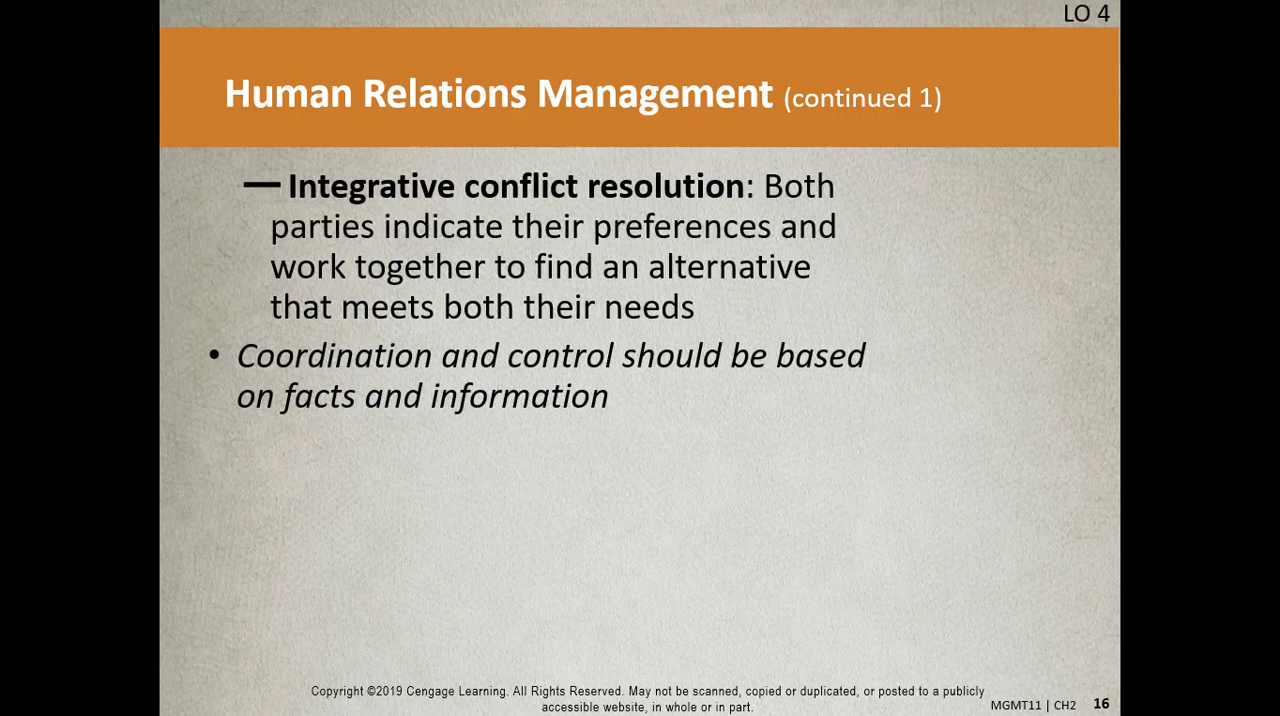 LO 4
Human Relations Management (continued 1)
— Integrative conflict resolution: Both
parties indicate their preferences and
work together to find an alternative
that meets both their needs
• Coordination and control should be based
on facts and information
Copyright ©2019 Cengage Learning. All Rights Reserved. May not be scanned, copied or duplicated, or posted to a publicly
accessible website, in whole or in part.
MGMT11 | CH2 16